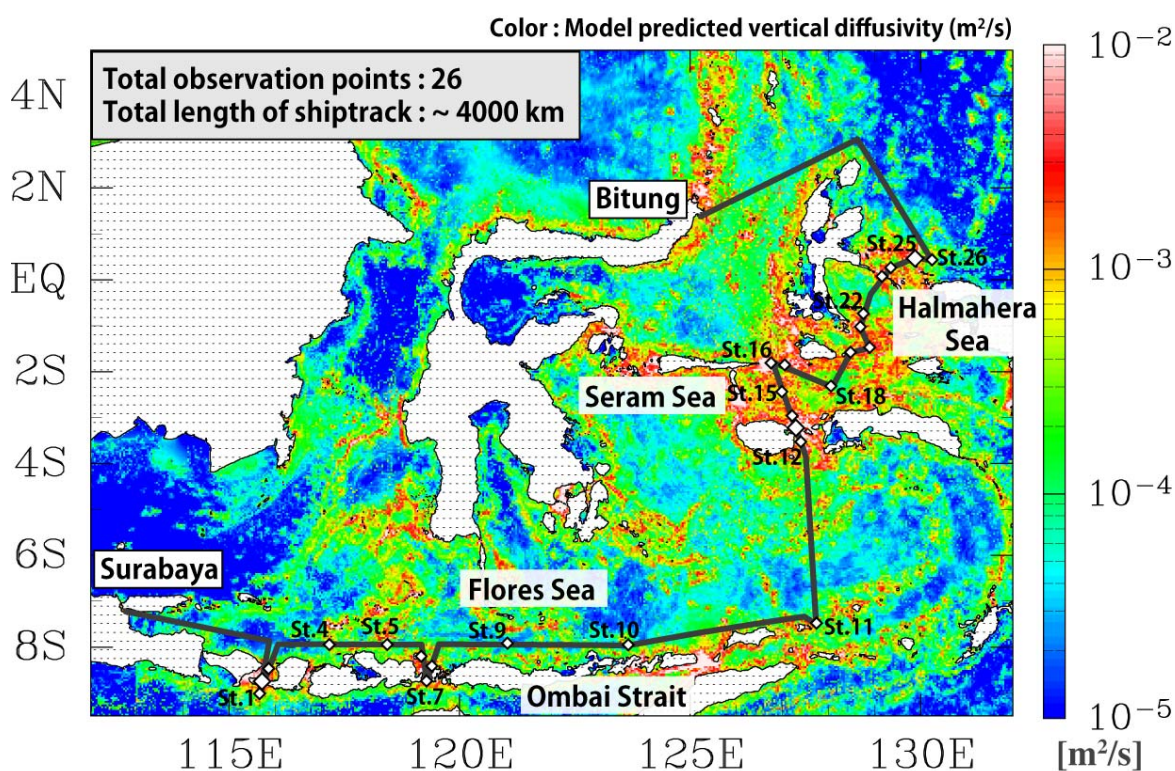 Color : Model predicted vertical diffusivity (m²/s)
Total observation points : 26
Total length of shiptrack : ~ 4000 km
10⁻²
4N
2N
Bitung
St.25
St.26
EQ
10⁻³
St.22
Halmahera
Sea
2S
St.16
Seram Sea
St.15
St.18
4S
St.12
10⁻⁴
6S
Surabaya
Flores Sea
St.4
St.5
St.9
St.10
St.11
8S
St.1
St.7
Ombai Strait
10⁻⁵
115E
120E
125E
130E
[m²/s]